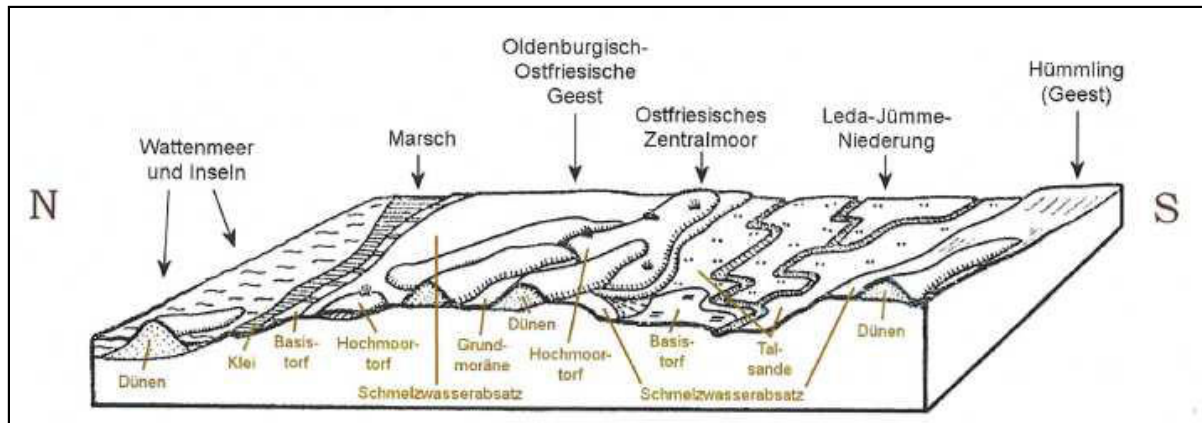 Oldenburgisch-
Ostfriesische
Geest
Hümmling
(Geest)
Ostfriesisches
Zentralmoor
Leda-Jümme-
Niederung
Marsch
Wattenmeer
und Inseln
N
S
Dünen
Klei
Basis-
torf
Hochmoor-
torf
Grund-
moräne
Dünen
Hochmoor-
torf
Basis-
torf
Tal-
sande
Dünen
Schmelzwasserabsatz
Schmelzwasserabsatz